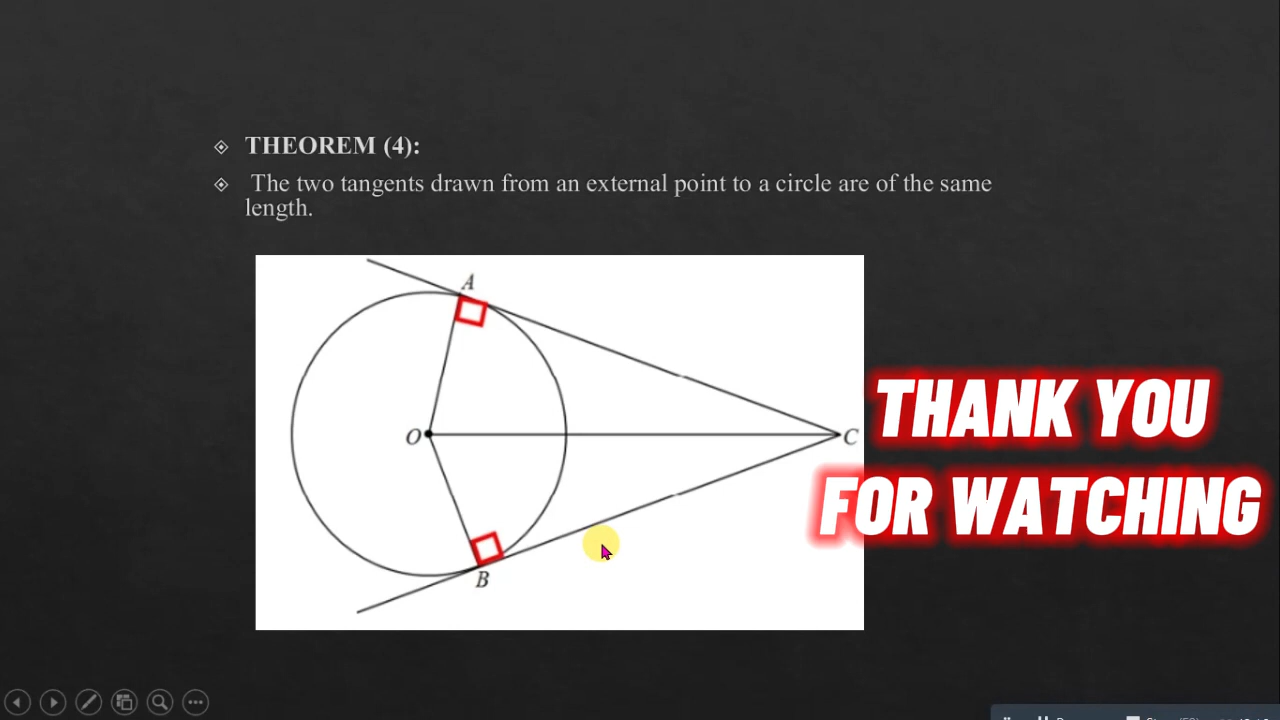 THEOREM (4):
The two tangents drawn from an external point to a circle are of the same
length.
A
O
C
B
THANK YOU
FOR WATCHING